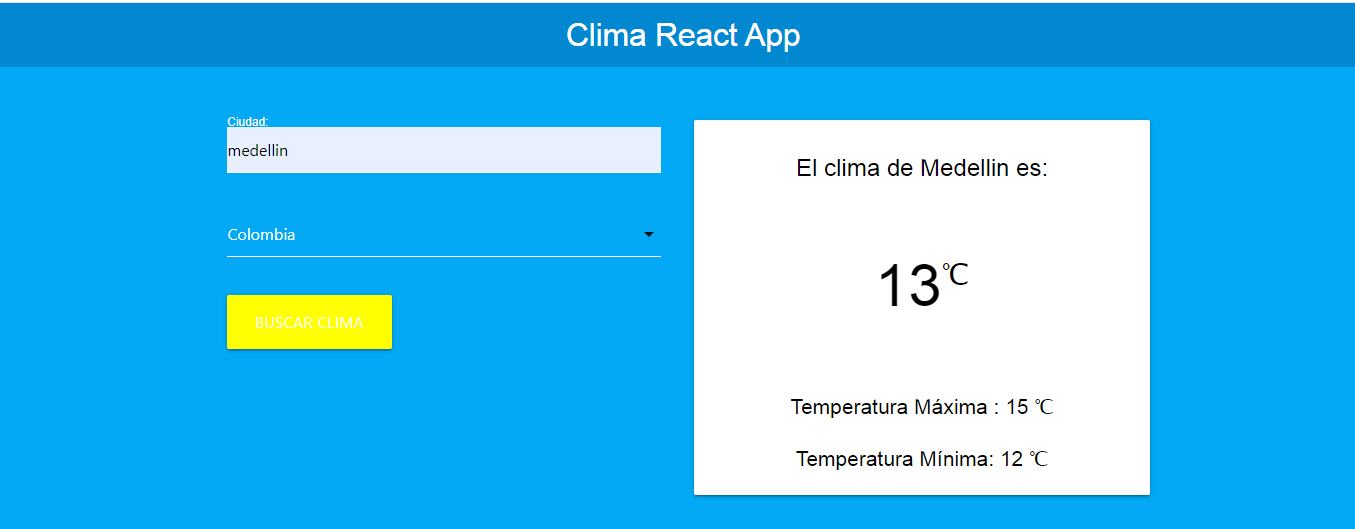 Clima React App
Ciudad:
medellin
Colombia
BUSCAR CLIMA
El clima de Medellin es:
13℃
Temperatura Máxima : 15 ℃
Temperatura Mínima: 12 ℃